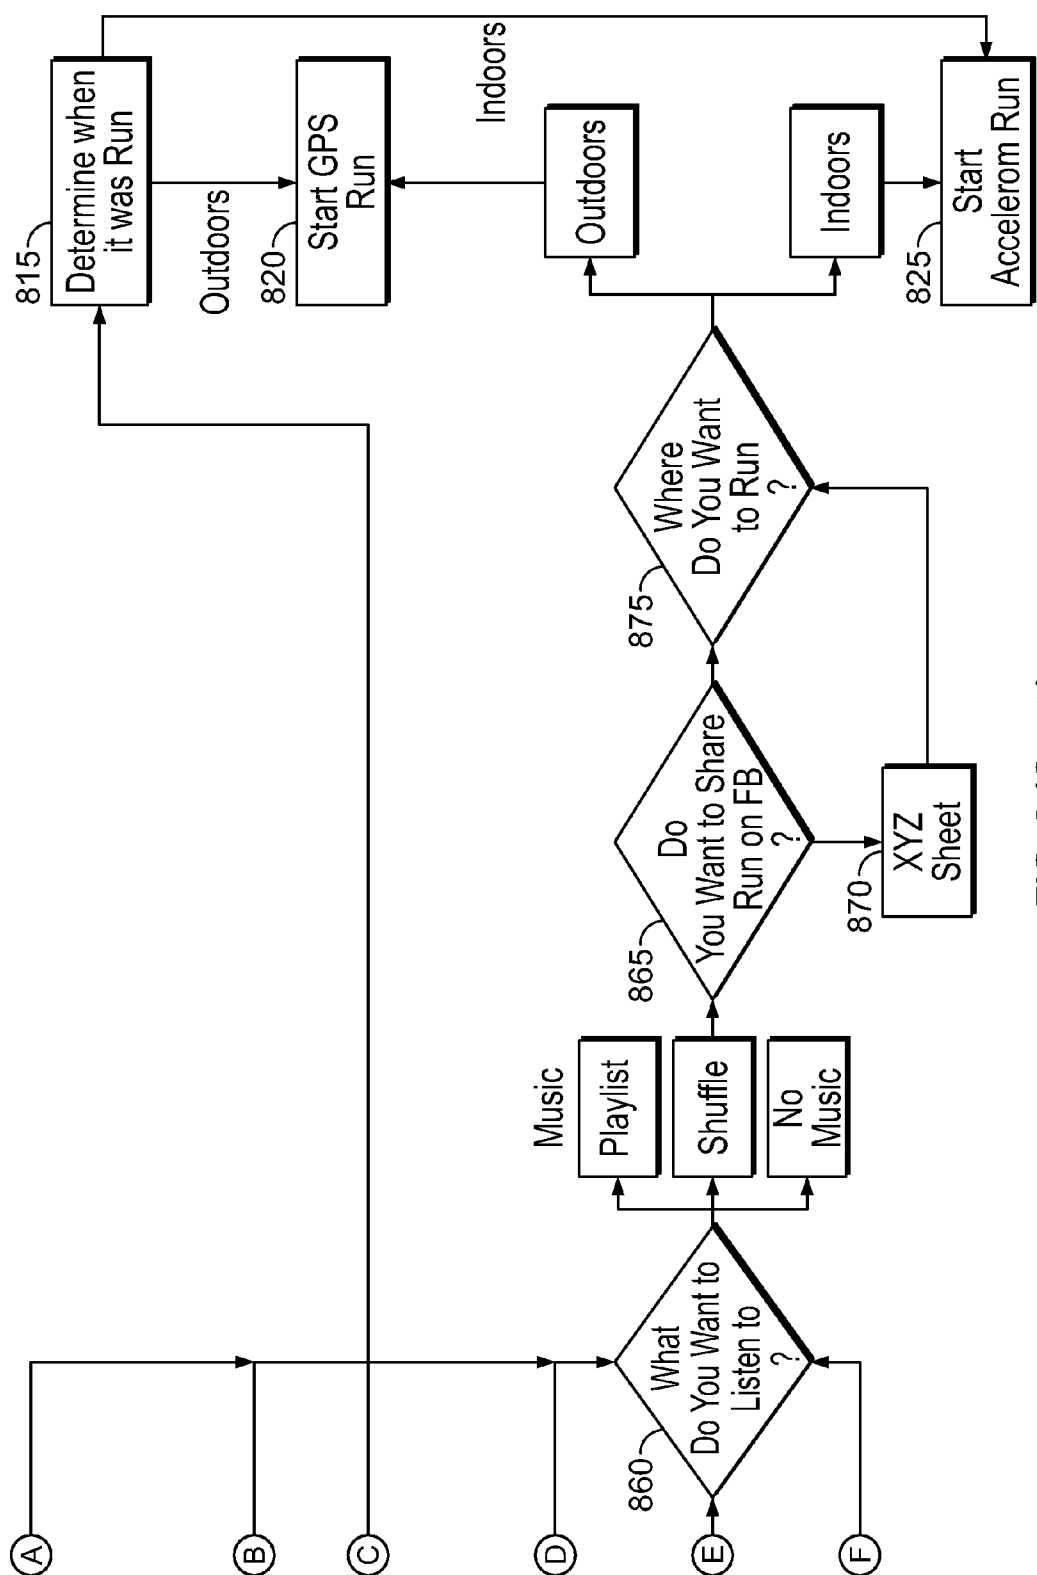 A
B
C
D
E
F
815
Determine when
it was Run
Outdoors
820
Start GPS
Run
Indoors
860
What
Do You Want to
Listen to
?
Music
Playlist
Shuffle
No
Music
865
Do
You Want to Share
Run on FB
?
870
XYZ
Sheet
875
Where
Do You Want
to Run
?
Outdoors
Indoors
825
Start
Accelerom Run